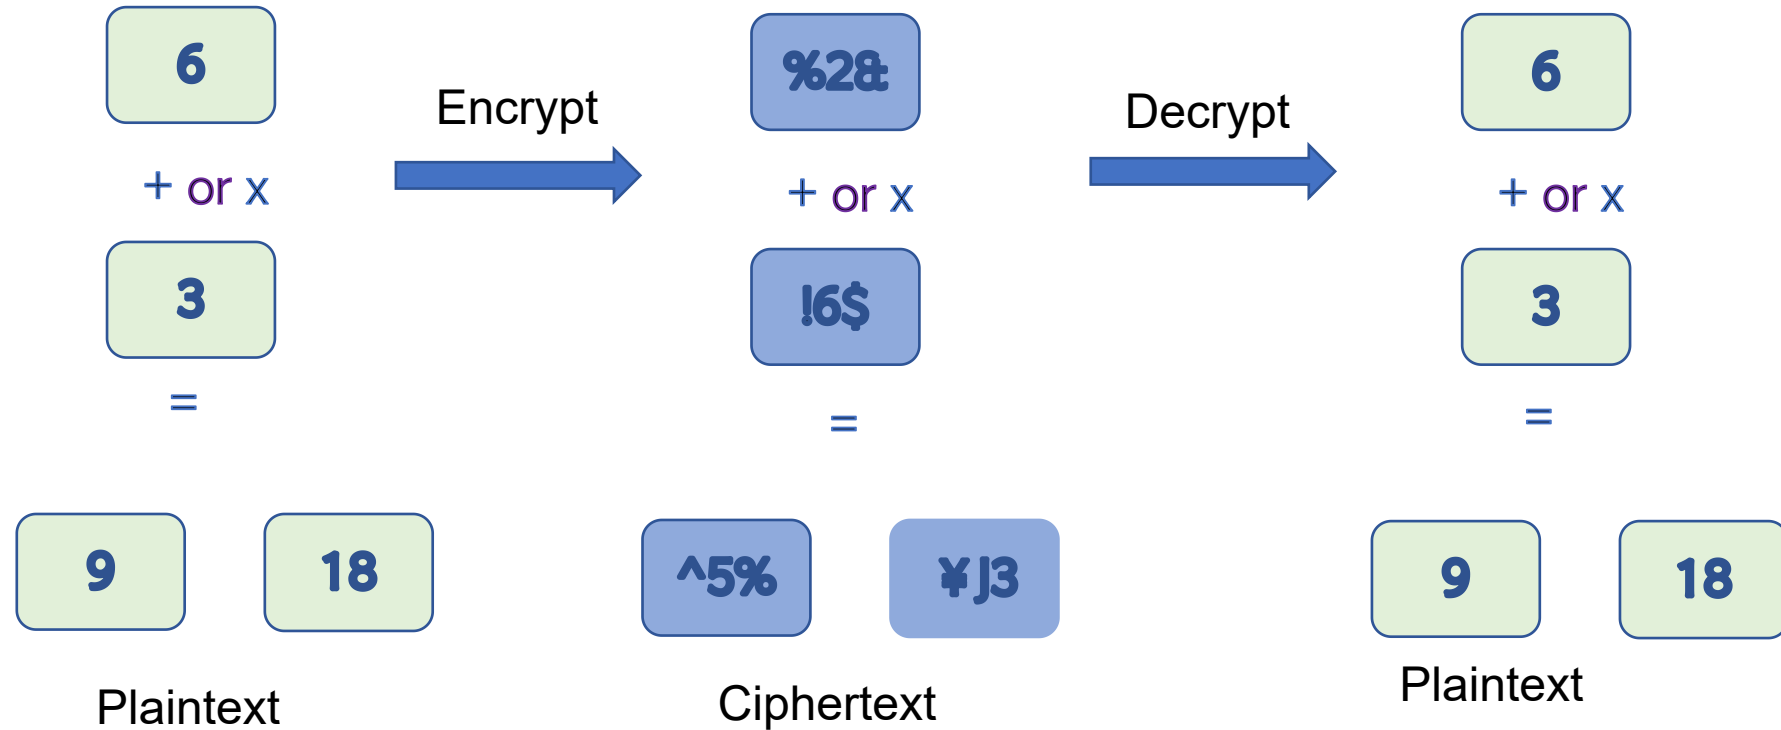 6
+ or x
3
=
9 18
Plaintext
Encrypt
%2&
+ or x
!6$
=
^5% ¥J3
Ciphertext
Decrypt
6
+ or x
3
=
9 18
Plaintext